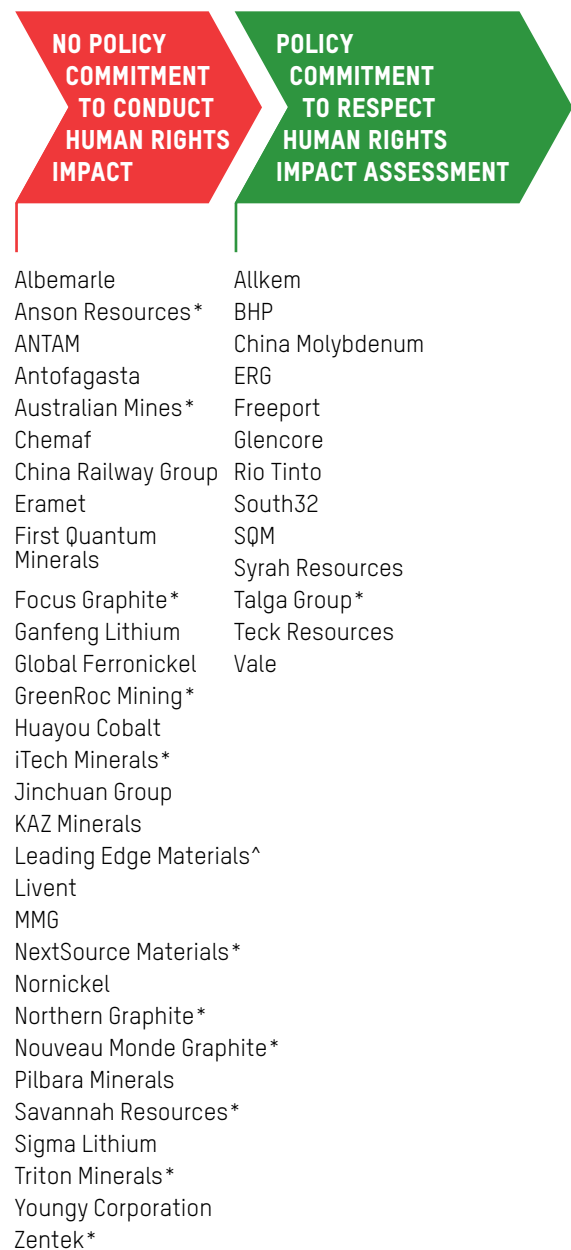 NO POLICY
COMMITMENT
TO CONDUCT
HUMAN RIGHTS
IMPACT
POLICY
COMMITMENT
TO RESPECT
HUMAN RIGHTS
IMPACT ASSESSMENT
Albemarle
Anson Resources*
ANTAM
Antofagasta
Australian Mines*
Chemaf
China Railway Group
Eramet
First Quantum
Minerals
Focus Graphite*
Ganfeng Lithium
Global Ferronickel
GreenRoc Mining*
Huayou Cobalt
iTech Minerals*
Jinchuan Group
KAZ Minerals
Leading Edge Materials^
Livent
MMG
NextSource Materials*
Nornickel
Northern Graphite*
Nouveau Monde Graphite*
Pilbara Minerals
Savannah Resources*
Sigma Lithium
Triton Minerals*
Youngy Corporation
Zentek*
Allkem
BHP
China Molybdenum
ERG
Freeport
Glencore
Rio Tinto
South32
SQM
Syrah Resources
Talga Group*
Teck Resources
Vale